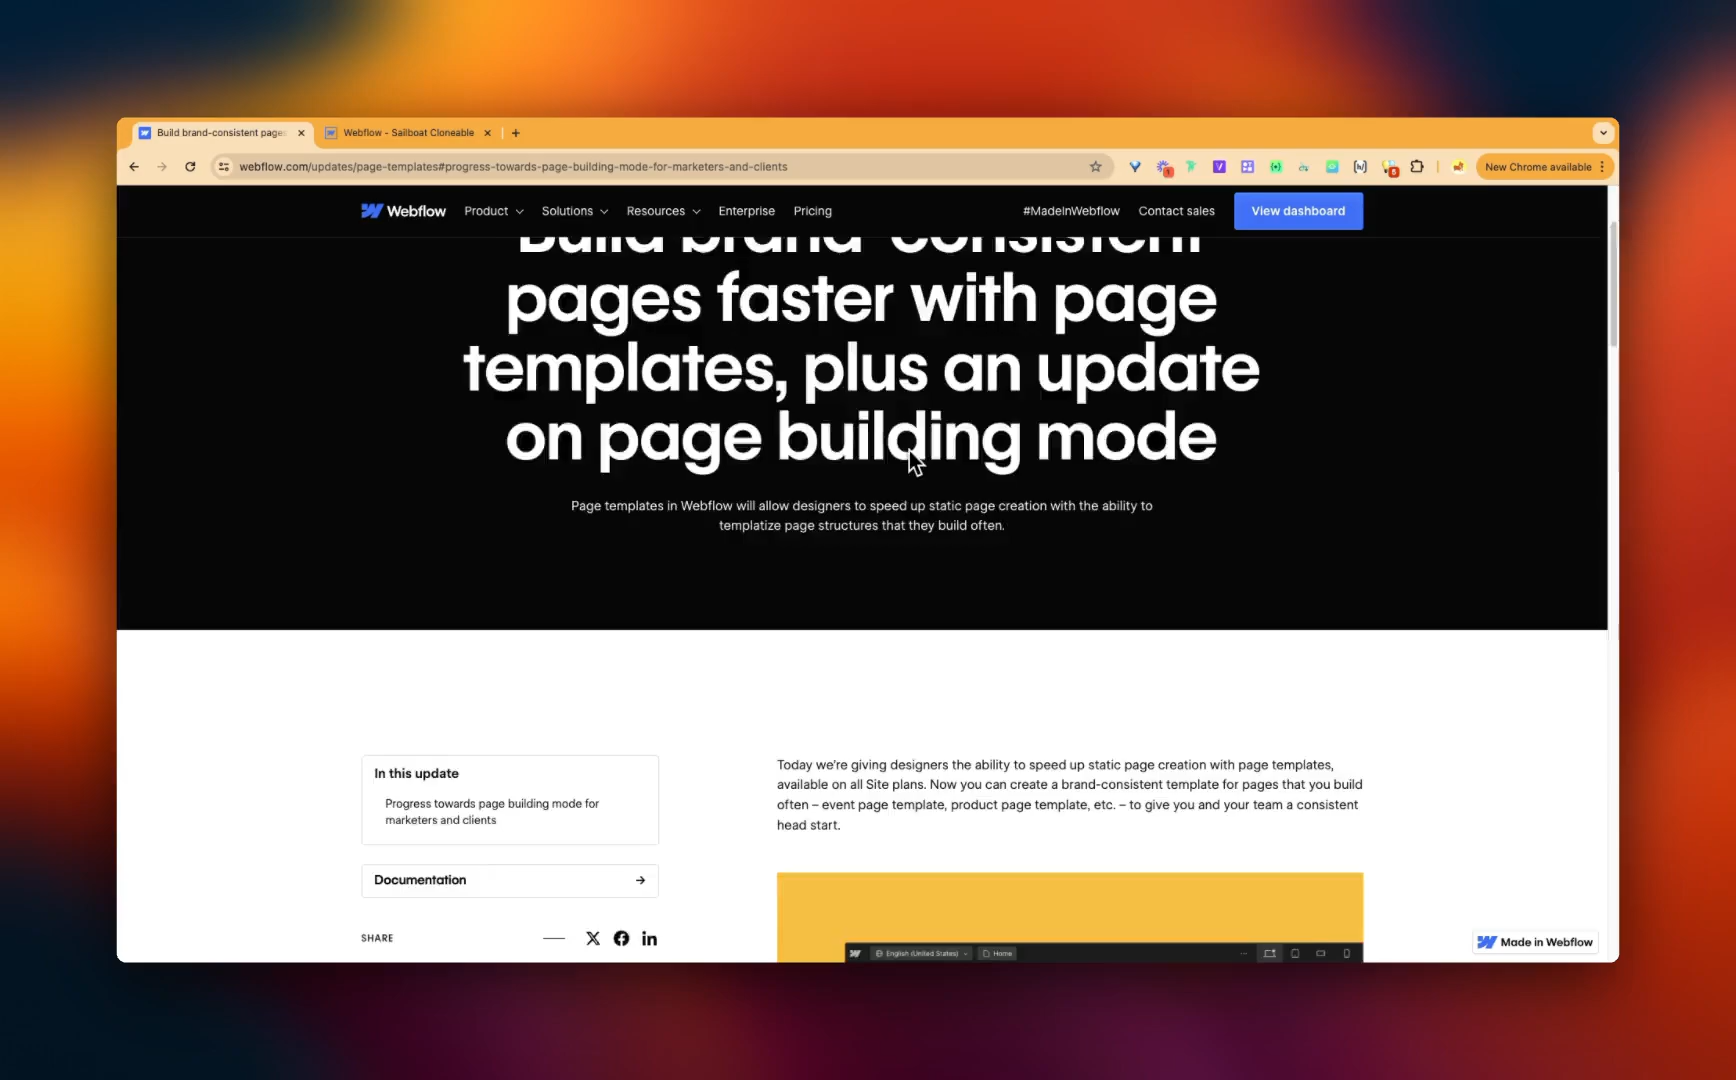 Build brand-consistent pages
Webflow - Sailboat Cloneable
webflow.com/updates/page-templates#progress-towards-page-building-mode-for-marketers-and-clients
1
5
New Chrome available
Webflow
Product
Solutions
Resources
Enterprise
Pricing
#MadeinWebflow
Contact sales
View dashboard
Build brand-consistent
pages faster with page
templates, plus an update
on page building mode
Page templates in Webflow will allow designers to speed up static page creation with the ability to
templatize page structures that they build often.
In this update
Progress towards page building mode for
marketers and clients
Documentation
SHARE
Today we're giving designers the ability to speed up static page creation with page templates,
available on all Site plans. Now you can create a brand-consistent template for pages that you build
often – event page template, product page template, etc. – to give you and your team a consistent
head start.
English (United States)
Home
Made in Webflow